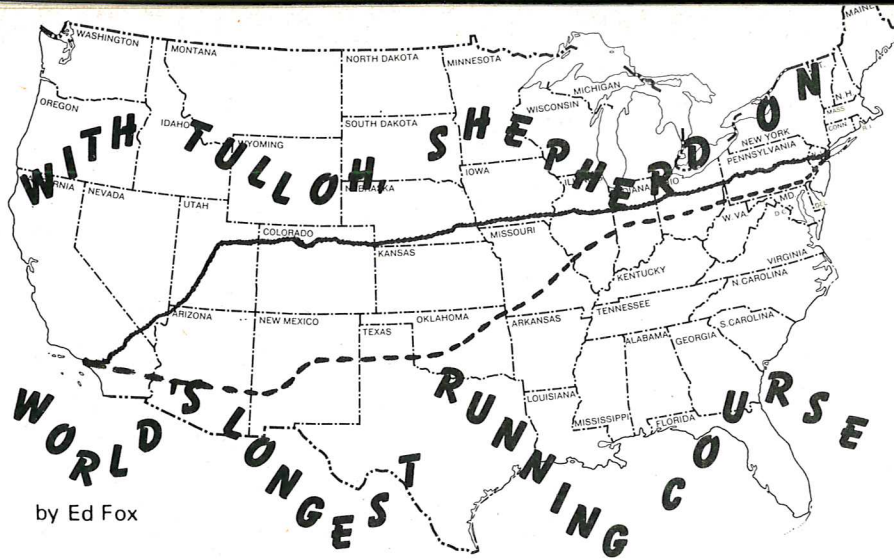 WITH TULLOH, SHEPHERD ON
WORLD'S LONGEST RUNNING COURSE
by Ed Fox
WASHINGTON
MONTANA
NORTH DAKOTA
MINNESOTA
MICHIGAN
MAINE
OREGON
IDAHO
WYOMING
SOUTH DAKOTA
WISCONSIN
N.H.
MASS
CONN
NEW YORK
PENNSYLVANIA
NEVADA
UTAH
IOWA
COLORADO
KANSAS
MISSOURI
W. VA.
MD.
D.C.
VIRGINIA
KENTUCKY
N. CAROLINA
TENNESSEE
ARIZONA
NEW MEXICO
TEXAS
OKLAHOMA
ARKANSAS
ALABAMA
GEORGIA
S. CAROLINA
LOUISIANA
MISSISSIPPI
FLORIDA